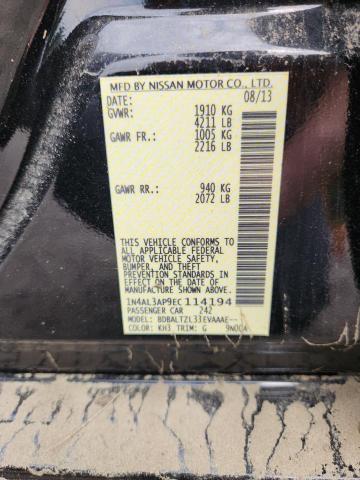 MFD BY NISSAN MOTOR CO., LTD.
DATE: 08/13
GVWR: 1910 KG
4211 LB
GAWR FR: 1005 KG
2216 LB
GAWR RR: 940 KG
2072 LB
THIS VEHICLE CONFORMS TO
ALL APPLICABLE FEDERAL
MOTOR VEHICLE SAFETY,
BUMPER, AND THEFT
PREVENTION STANDARDS IN
EFFECT ON THE DATE OF
MANUFACTURE SHOWN ABOVE.
1N4AL3AP9EC114194
PASSENGER CAR 242
MODEL: BDBALTZL33EVAAAE--
COLOR: KH3 TRIM: G 9N00A